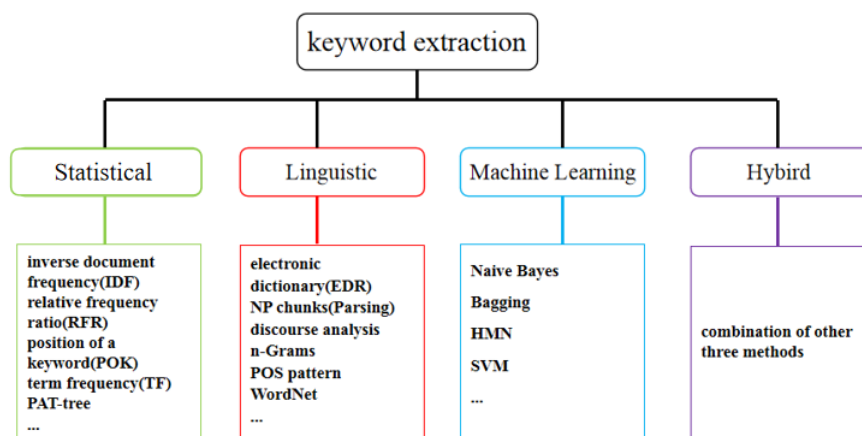 keyword extraction
Statistical
Linguistic
Machine Learning
Hybird
inverse document
frequency(IDF)
relative frequency
ratio(RFR)
position of a
keyword(POK)
term frequency(TF)
PAT-tree
...
electronic
dictionary(EDR)
NP chunks(Parsing)
discourse analysis
n-Grams
POS pattern
WordNet
...
Naive Bayes
Bagging
HMN
SVM
...
combination of other
three methods